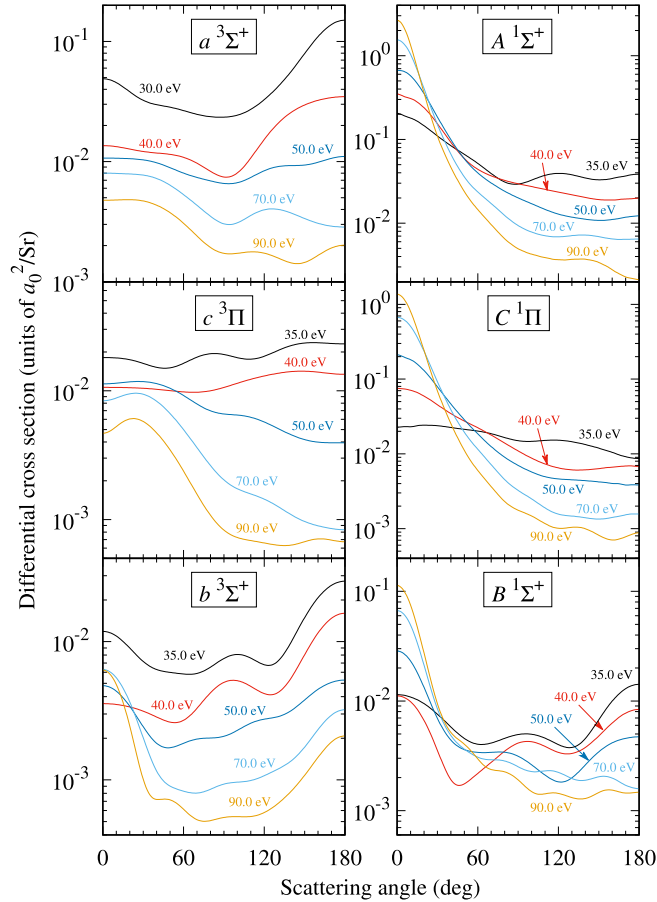 Differential cross section (units of a₀²/Sr)
a ³Σ⁺
10⁻¹
10⁻²
10⁻³
30.0 eV
40.0 eV
50.0 eV
70.0 eV
90.0 eV
A ¹Σ⁺
10⁰
10⁻¹
10⁻²
35.0 eV
40.0 eV
50.0 eV
70.0 eV
90.0 eV
c ³Π
10⁻²
10⁻³
35.0 eV
40.0 eV
50.0 eV
70.0 eV
90.0 eV
C ¹Π
10⁰
10⁻¹
10⁻²
10⁻³
40.0 eV
35.0 eV
50.0 eV
70.0 eV
90.0 eV
b ³Σ⁺
10⁻²
10⁻³
35.0 eV
40.0 eV
50.0 eV
70.0 eV
90.0 eV
0 60 120 180
B ¹Σ⁺
10⁻¹
10⁻²
10⁻³
35.0 eV
40.0 eV
50.0 eV
70.0 eV
90.0 eV
0 60 120 180
Scattering angle (deg)
Scattering angle (deg)